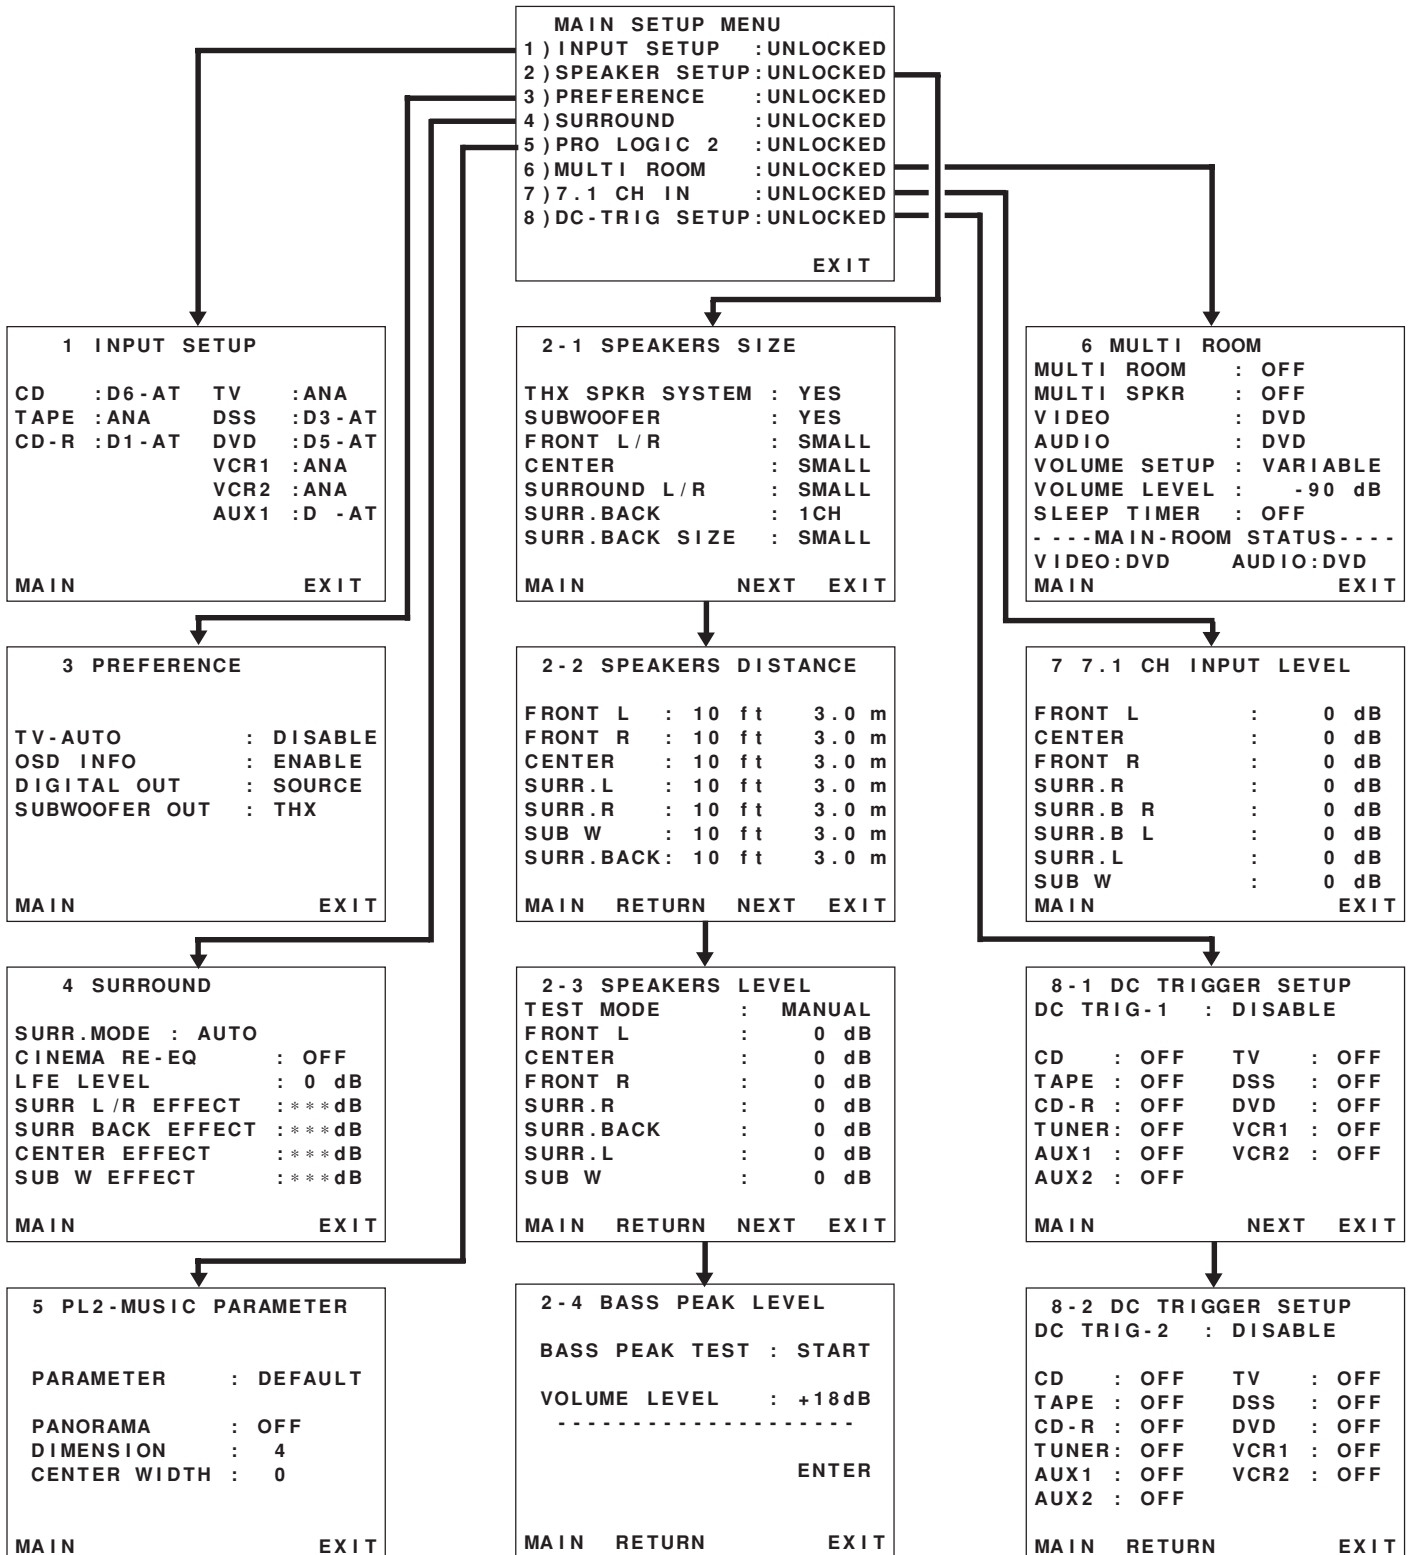 MAIN SETUP MENU
1)INPUT SETUP :UNLOCKED
2)SPEAKER SETUP:UNLOCKED
3)PREFERENCE :UNLOCKED
4)SURROUND :UNLOCKED
5)PRO LOGIC 2 :UNLOCKED
6)MULTI ROOM :UNLOCKED
7)7.1 CH IN :UNLOCKED
8)DC-TRIG SETUP:UNLOCKED
EXIT
1 INPUT SETUP
CD :D6-AT TV :ANA
TAPE :ANA DSS :D3-AT
CD-R :D1-AT DVD :D5-AT
VCR1 :ANA
VCR2 :ANA
AUX1 :D -AT
MAIN EXIT
2-1 SPEAKERS SIZE
THX SPKR SYSTEM : YES
SUBWOOFER : YES
FRONT L/R : SMALL
CENTER : SMALL
SURROUND L/R : SMALL
SURR.BACK : 1CH
SURR.BACK SIZE : SMALL
MAIN NEXT EXIT
6 MULTI ROOM
MULTI ROOM : OFF
MULTI SPKR : OFF
VIDEO : DVD
AUDIO : DVD
VOLUME SETUP : VARIABLE
VOLUME LEVEL : -90 dB
SLEEP TIMER : OFF
----MAIN-ROOM STATUS----
VIDEO:DVD AUDIO:DVD
MAIN EXIT
3 PREFERENCE
TV-AUTO : DISABLE
OSD INFO : ENABLE
DIGITAL OUT : SOURCE
SUBWOOFER OUT : THX
MAIN EXIT
2-2 SPEAKERS DISTANCE
FRONT L : 10 ft 3.0 m
FRONT R : 10 ft 3.0 m
CENTER : 10 ft 3.0 m
SURR.L : 10 ft 3.0 m
SURR.R : 10 ft 3.0 m
SUB W : 10 ft 3.0 m
SURR.BACK: 10 ft 3.0 m
MAIN RETURN NEXT EXIT
7 7.1 CH INPUT LEVEL
FRONT L : 0 dB
CENTER : 0 dB
FRONT R : 0 dB
SURR.R : 0 dB
SURR.B R : 0 dB
SURR.B L : 0 dB
SURR.L : 0 dB
SUB W : 0 dB
MAIN EXIT
4 SURROUND
SURR.MODE : AUTO
CINEMA RE-EQ : OFF
LFE LEVEL : 0 dB
SURR L/R EFFECT :***dB
SURR BACK EFFECT :***dB
CENTER EFFECT :***dB
SUB W EFFECT :***dB
MAIN EXIT
2-3 SPEAKERS LEVEL
TEST MODE : MANUAL
FRONT L : 0 dB
CENTER : 0 dB
FRONT R : 0 dB
SURR.R : 0 dB
SURR.BACK : 0 dB
SURR.L : 0 dB
SUB W : 0 dB
MAIN RETURN NEXT EXIT
8-1 DC TRIGGER SETUP
DC TRIG-1 : DISABLE
CD : OFF TV : OFF
TAPE : OFF DSS : OFF
CD-R : OFF DVD : OFF
TUNER: OFF VCR1 : OFF
AUX1 : OFF VCR2 : OFF
AUX2 : OFF
MAIN NEXT EXIT
5 PL2-MUSIC PARAMETER
PARAMETER : DEFAULT
PANORAMA : OFF
DIMENSION : 4
CENTER WIDTH : 0
MAIN EXIT
2-4 BASS PEAK LEVEL
BASS PEAK TEST : START
VOLUME LEVEL : +18dB
--------------------
ENTER
MAIN RETURN EXIT
8-2 DC TRIGGER SETUP
DC TRIG-2 : DISABLE
CD : OFF TV : OFF
TAPE : OFF DSS : OFF
CD-R : OFF DVD : OFF
TUNER: OFF VCR1 : OFF
AUX1 : OFF VCR2 : OFF
AUX2 : OFF
MAIN RETURN EXIT